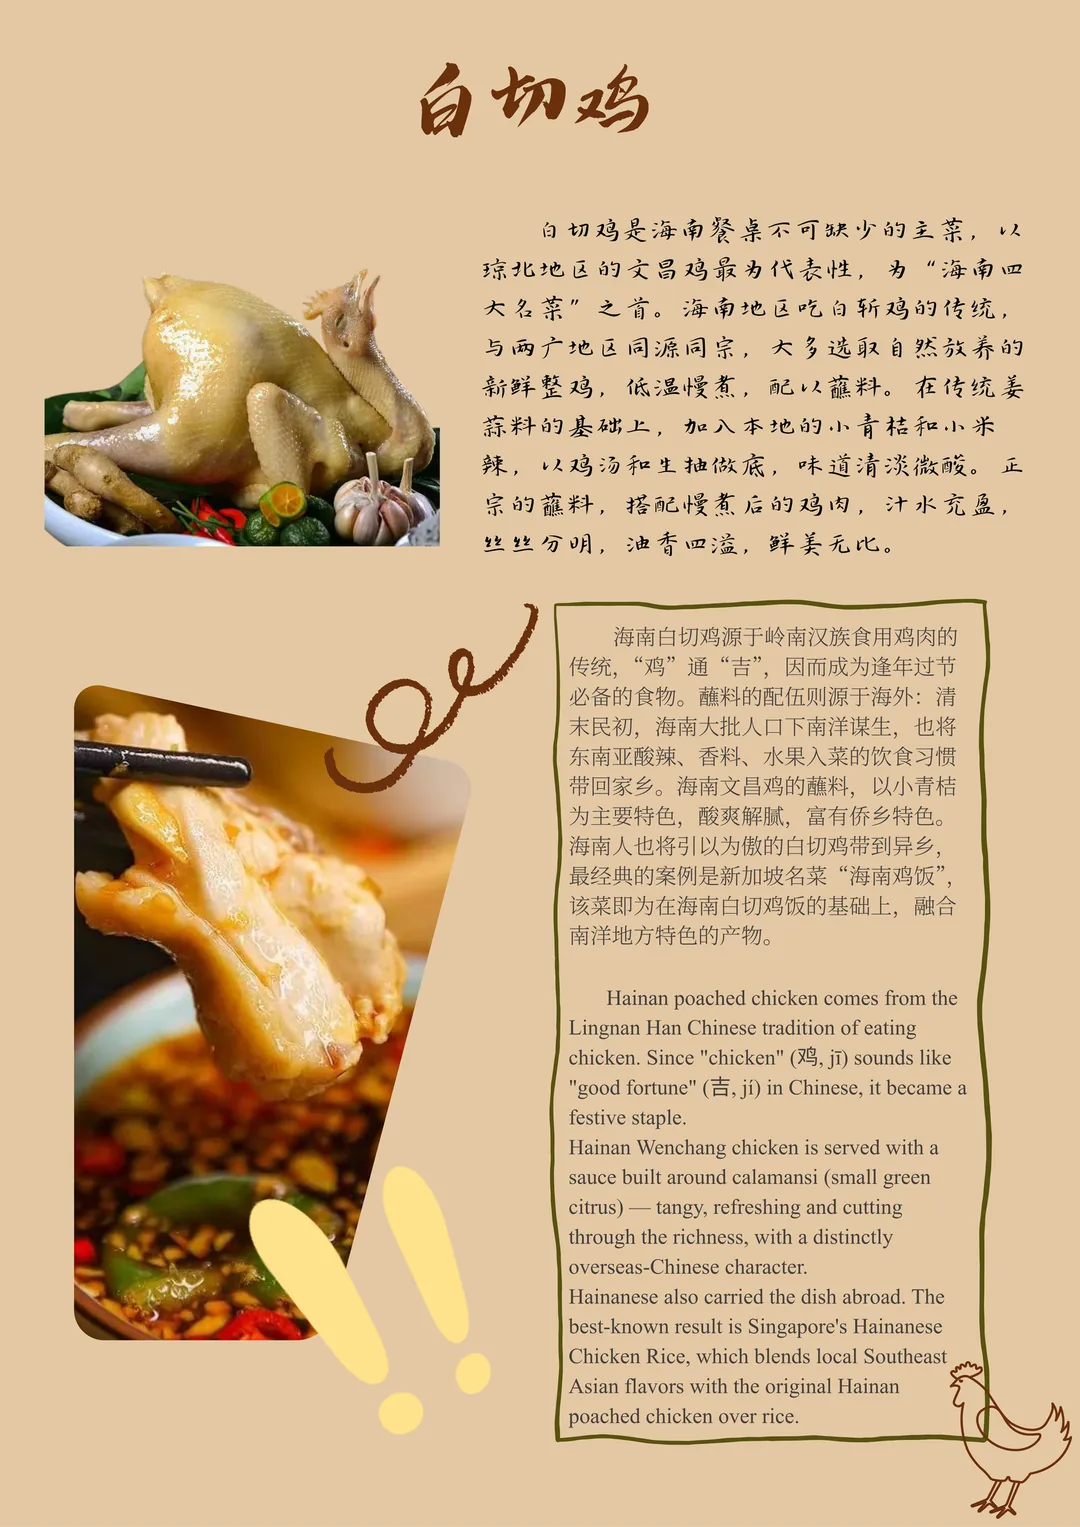 白切鸡
白切鸡是海南餐桌不可缺少的主菜，以
琼北地区的文昌鸡最为代表性，为“海南四
大名菜”之首。海南地区吃白斩鸡的传统，
与两广地区同源同宗，大多选取自然放养的
新鲜整鸡，低温慢煮，配以蘸料。在传统姜
蒜料的基础上，加入本地的小青桔和小米
辣，以鸡汤和生抽做底，味道清淡微酸。正
宗的蘸料，搭配慢煮后的鸡肉，汁水充盈，
丝丝分明，油香四溢，鲜美无比。
海南白切鸡源于岭南汉族食用鸡肉的
传统，“鸡”通“吉”，因而成为逢年过节
必备的食物。蘸料的配伍则源于海外：清
末民初，海南大批人口下南洋谋生，也将
东南亚酸辣、香料、水果入菜的饮食习惯
带回家乡。海南文昌鸡的蘸料，以小青桔
为主要特色，酸爽解腻，富有侨乡特色。
海南人也将引以为傲的白切鸡带到异乡，
最经典的案例是新加坡名菜“海南鸡饭”，
该菜即为在海南白切鸡饭的基础上，融合
南洋地方特色的产物。
Hainan poached chicken comes from the
Lingnan Han Chinese tradition of eating
chicken. Since "chicken" (鸡, jī) sounds like
"good fortune" (吉, jí) in Chinese, it became a
festive staple.
Hainan Wenchang chicken is served with a
sauce built around calamansi (small green
citrus) — tangy, refreshing and cutting
through the richness, with a distinctly
overseas-Chinese character.
Hainanese also carried the dish abroad. The
best-known result is Singapore's Hainanese
Chicken Rice, which blends local Southeast
Asian flavors with the original Hainan
poached chicken over rice.